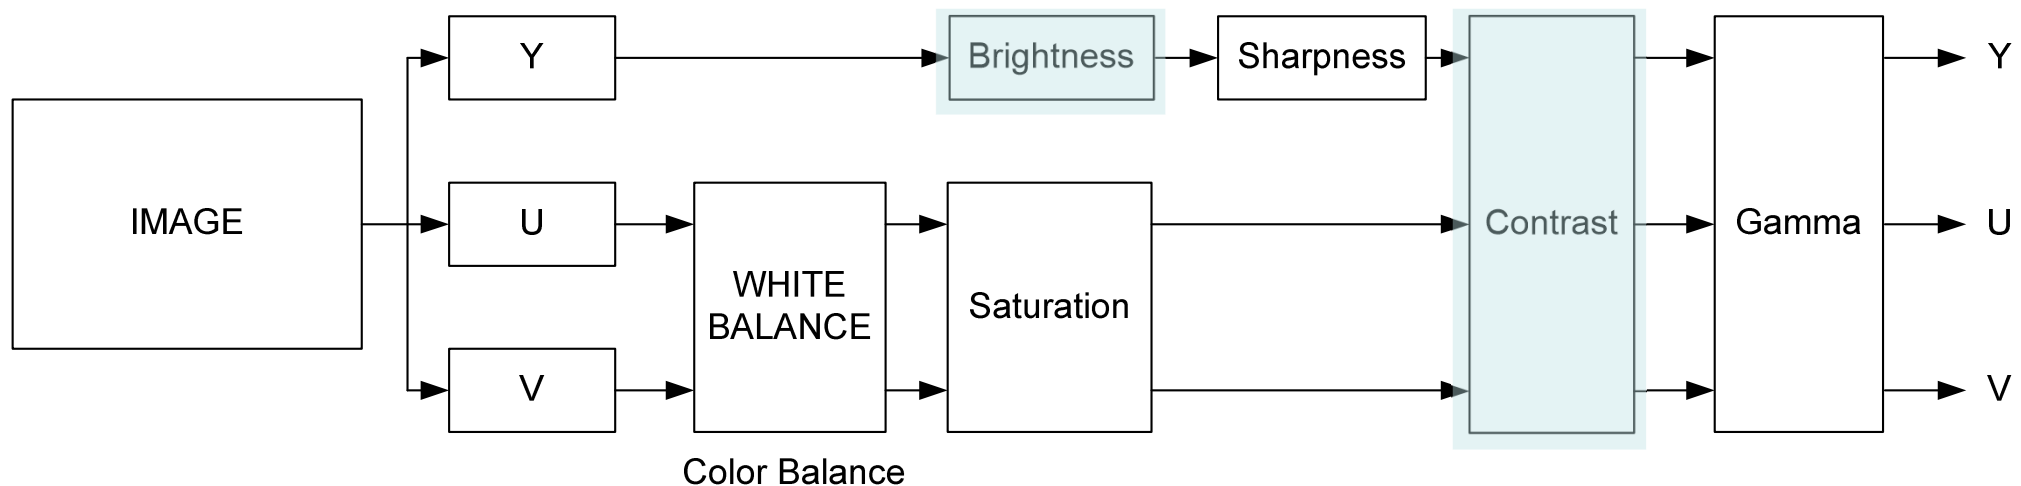 Y
Brightness
Sharpness
Y
IMAGE
U
WHITE
BALANCE
Saturation
Contrast
Gamma
U
V
V
Color Balance